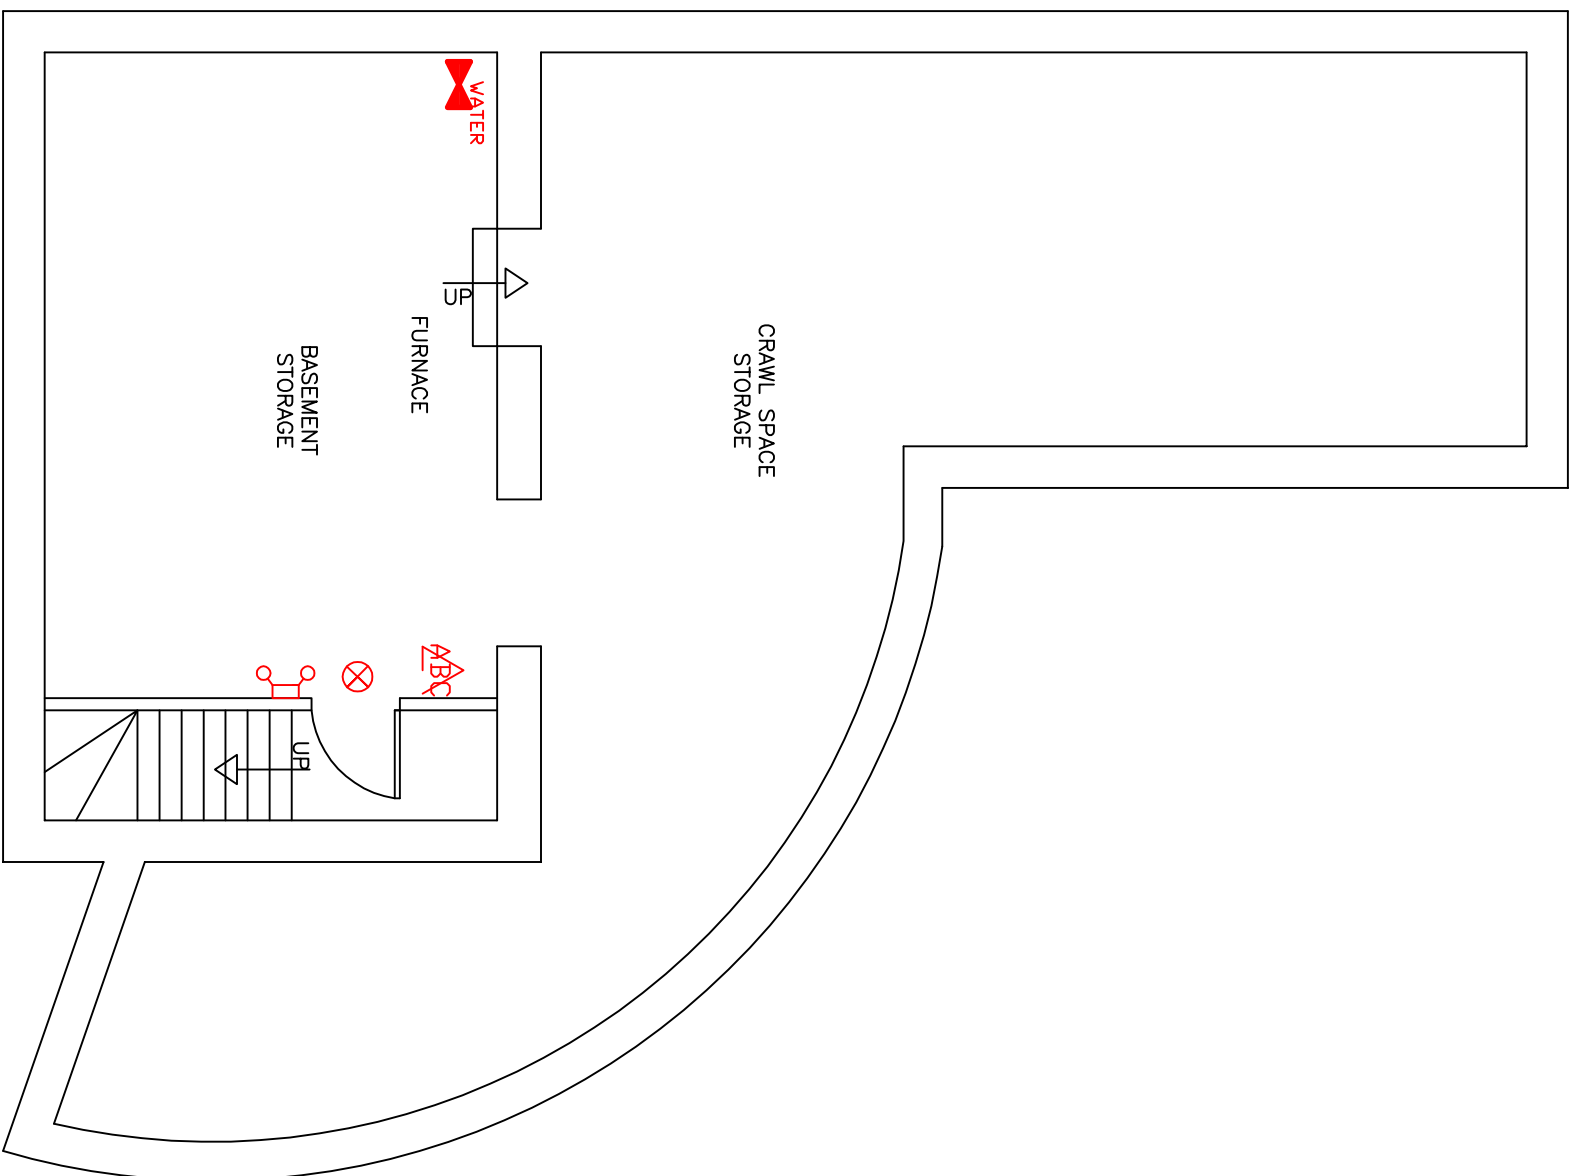 WATER
UP
FURNACE
BASEMENT
STORAGE
CRAWL SPACE
STORAGE
ABC
UP